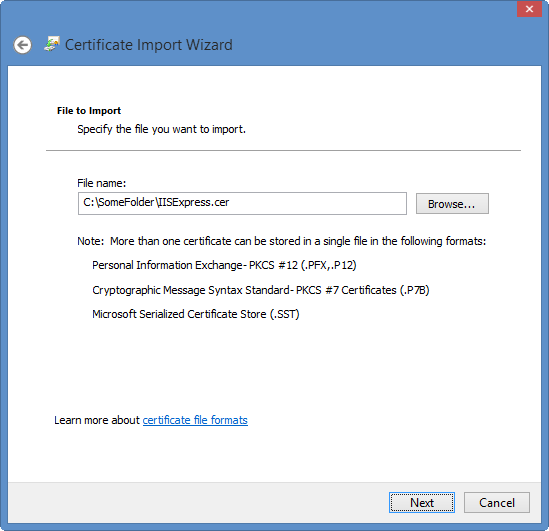 Certificate Import Wizard
File to Import
Specify the file you want to import.
File name:
C:\SomeFolder\IISExpress.cer
Browse...
Note:  More than one certificate can be stored in a single file in the following formats:
Personal Information Exchange- PKCS #12 (.PFX,.P12)
Cryptographic Message Syntax Standard- PKCS #7 Certificates (.P7B)
Microsoft Serialized Certificate Store (.SST)
Learn more about certificate file formats
Next
Cancel